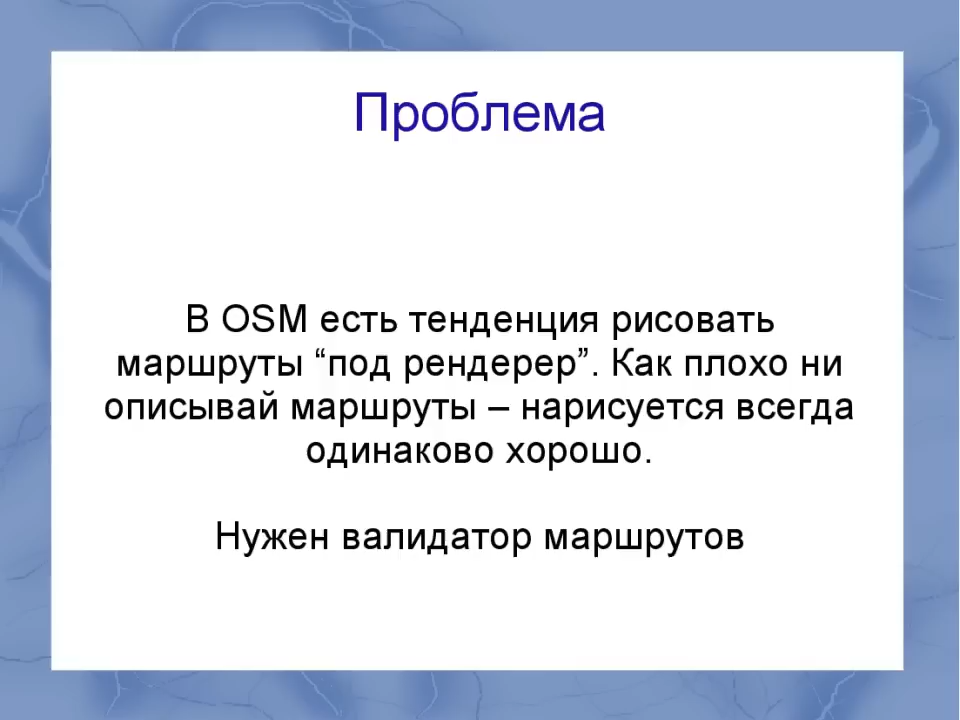 Проблема
В OSM есть тенденция рисовать
маршруты “под рендерер”. Как плохо ни
описывай маршруты – нарисуется всегда
одинаково хорошо.
Нужен валидатор маршрутов